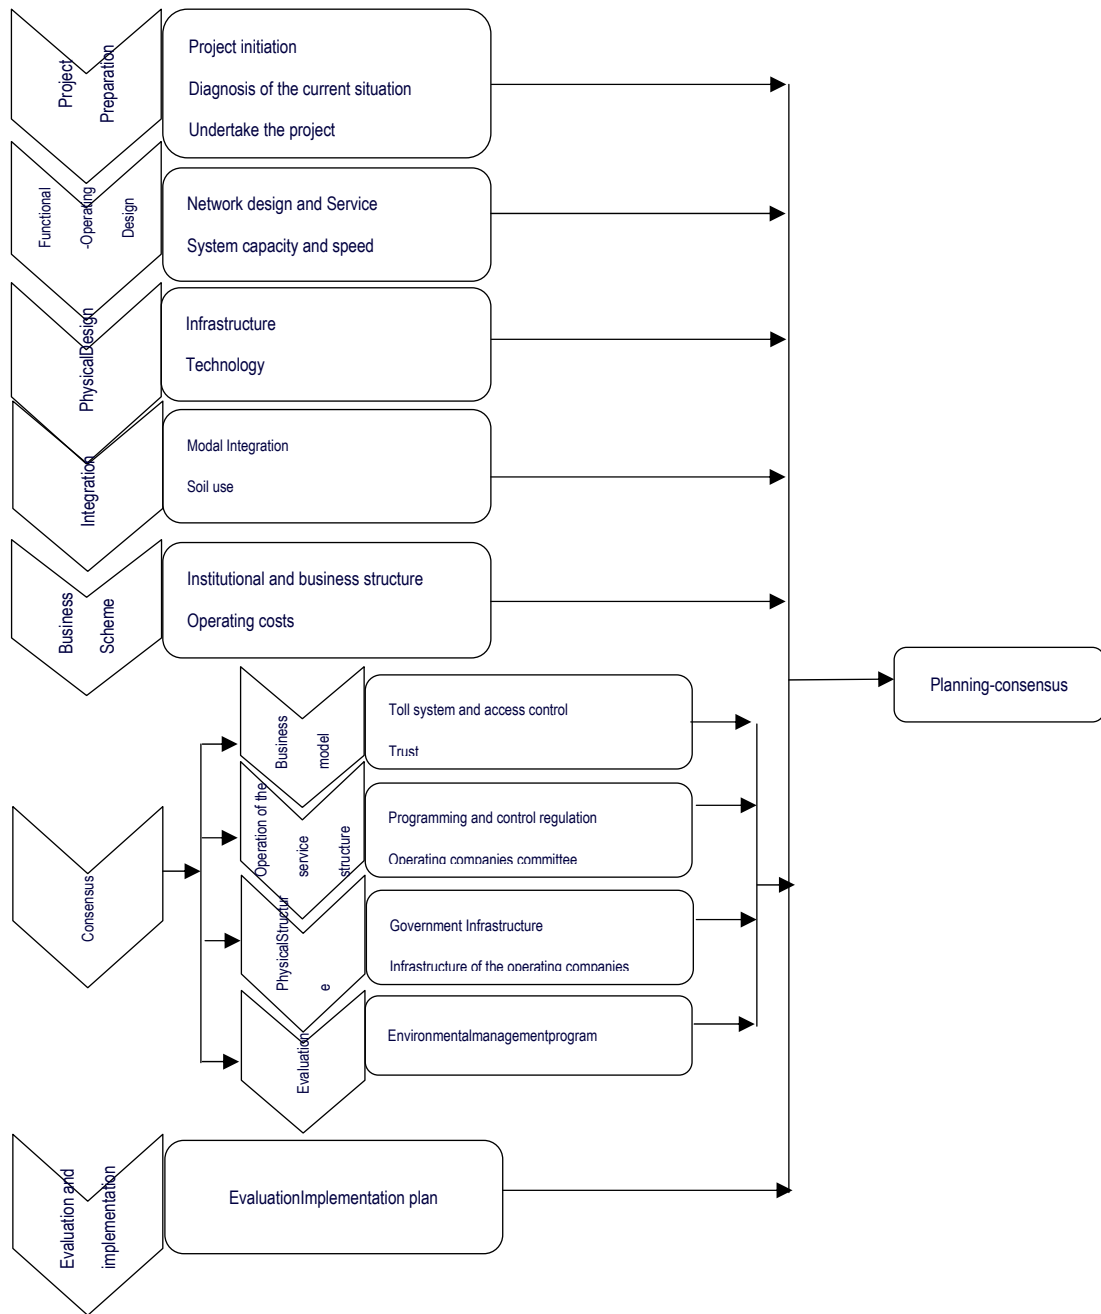 Project
Preparation
Project initiation
Diagnosis of the current situation
Undertake the project
Functional
-Operating
Design
Network design and Service
System capacity and speed
PhysicalDesign
Infrastructure
Technology
Integration
Modal Integration
Soil use
Business
Scheme
Institutional and business structure
Operating costs
Planning-consensus
Consensus
Business
model
Toll system and access control
Trust
Operation of the
service
structure
Programming and control regulation
Operating companies committee
PhysicalStructur
e
Government Infrastructure
Infrastructure of the operating companies
Evaluation
Environmentalmanagementprogram
Evaluation and
implementation
EvaluationImplementation plan